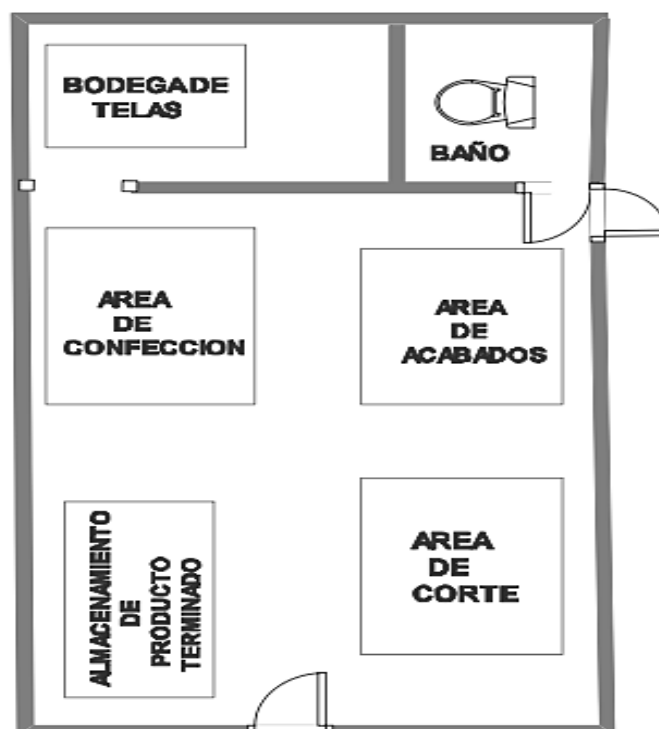 BODEGADE
TELAS
BAÑO
AREA
DE
CONFECCION
AREA
DE
ACABADOS
ALMACENAMIENTO
DE
PRODUCTO
TERMINADO
AREA
DE
CORTE